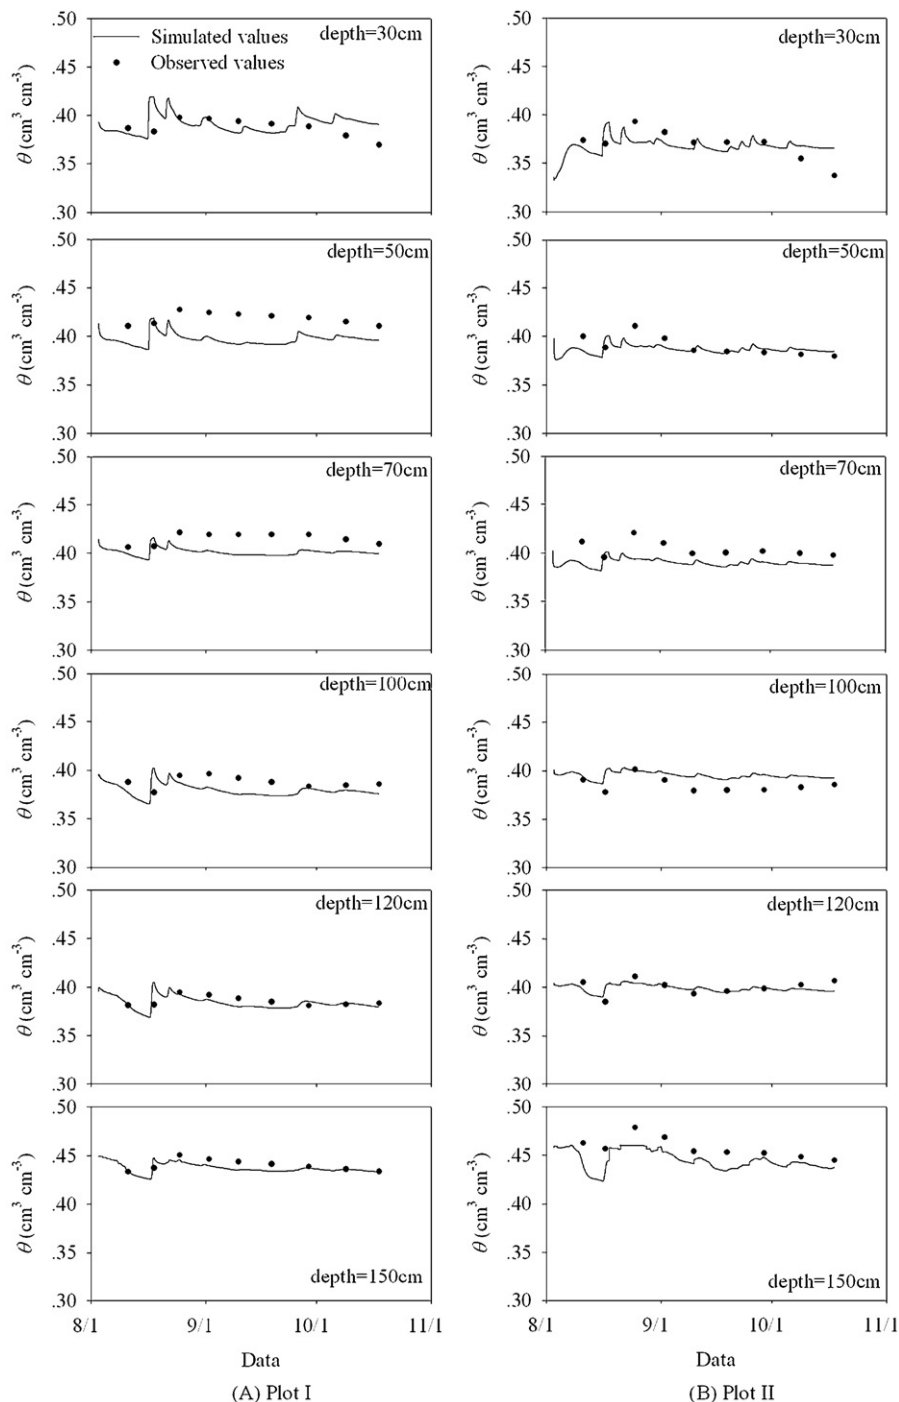 .50
Simulated values
Observed values
depth=30cm
.45
.40
.35
.30
θ (cm³ cm⁻³)
.50
depth=30cm
.45
.40
.35
.30
θ (cm³ cm⁻³)
.50
depth=50cm
.45
.40
.35
.30
θ (cm³ cm⁻³)
.50
depth=50cm
.45
.40
.35
.30
θ (cm³ cm⁻³)
.50
depth=70cm
.45
.40
.35
.30
θ (cm³ cm⁻³)
.50
depth=70cm
.45
.40
.35
.30
θ (cm³ cm⁻³)
.50
depth=100cm
.45
.40
.35
.30
θ (cm³ cm⁻³)
.50
depth=100cm
.45
.40
.35
.30
θ (cm³ cm⁻³)
.50
depth=120cm
.45
.40
.35
.30
θ (cm³ cm⁻³)
.50
depth=120cm
.45
.40
.35
.30
θ (cm³ cm⁻³)
.50
.45
.40
.35
.30
depth=150cm
θ (cm³ cm⁻³)
8/1 9/1 10/1 11/1
Data
(A) Plot I
.50
.45
.40
.35
.30
depth=150cm
θ (cm³ cm⁻³)
8/1 9/1 10/1 11/1
Data
(B) Plot II